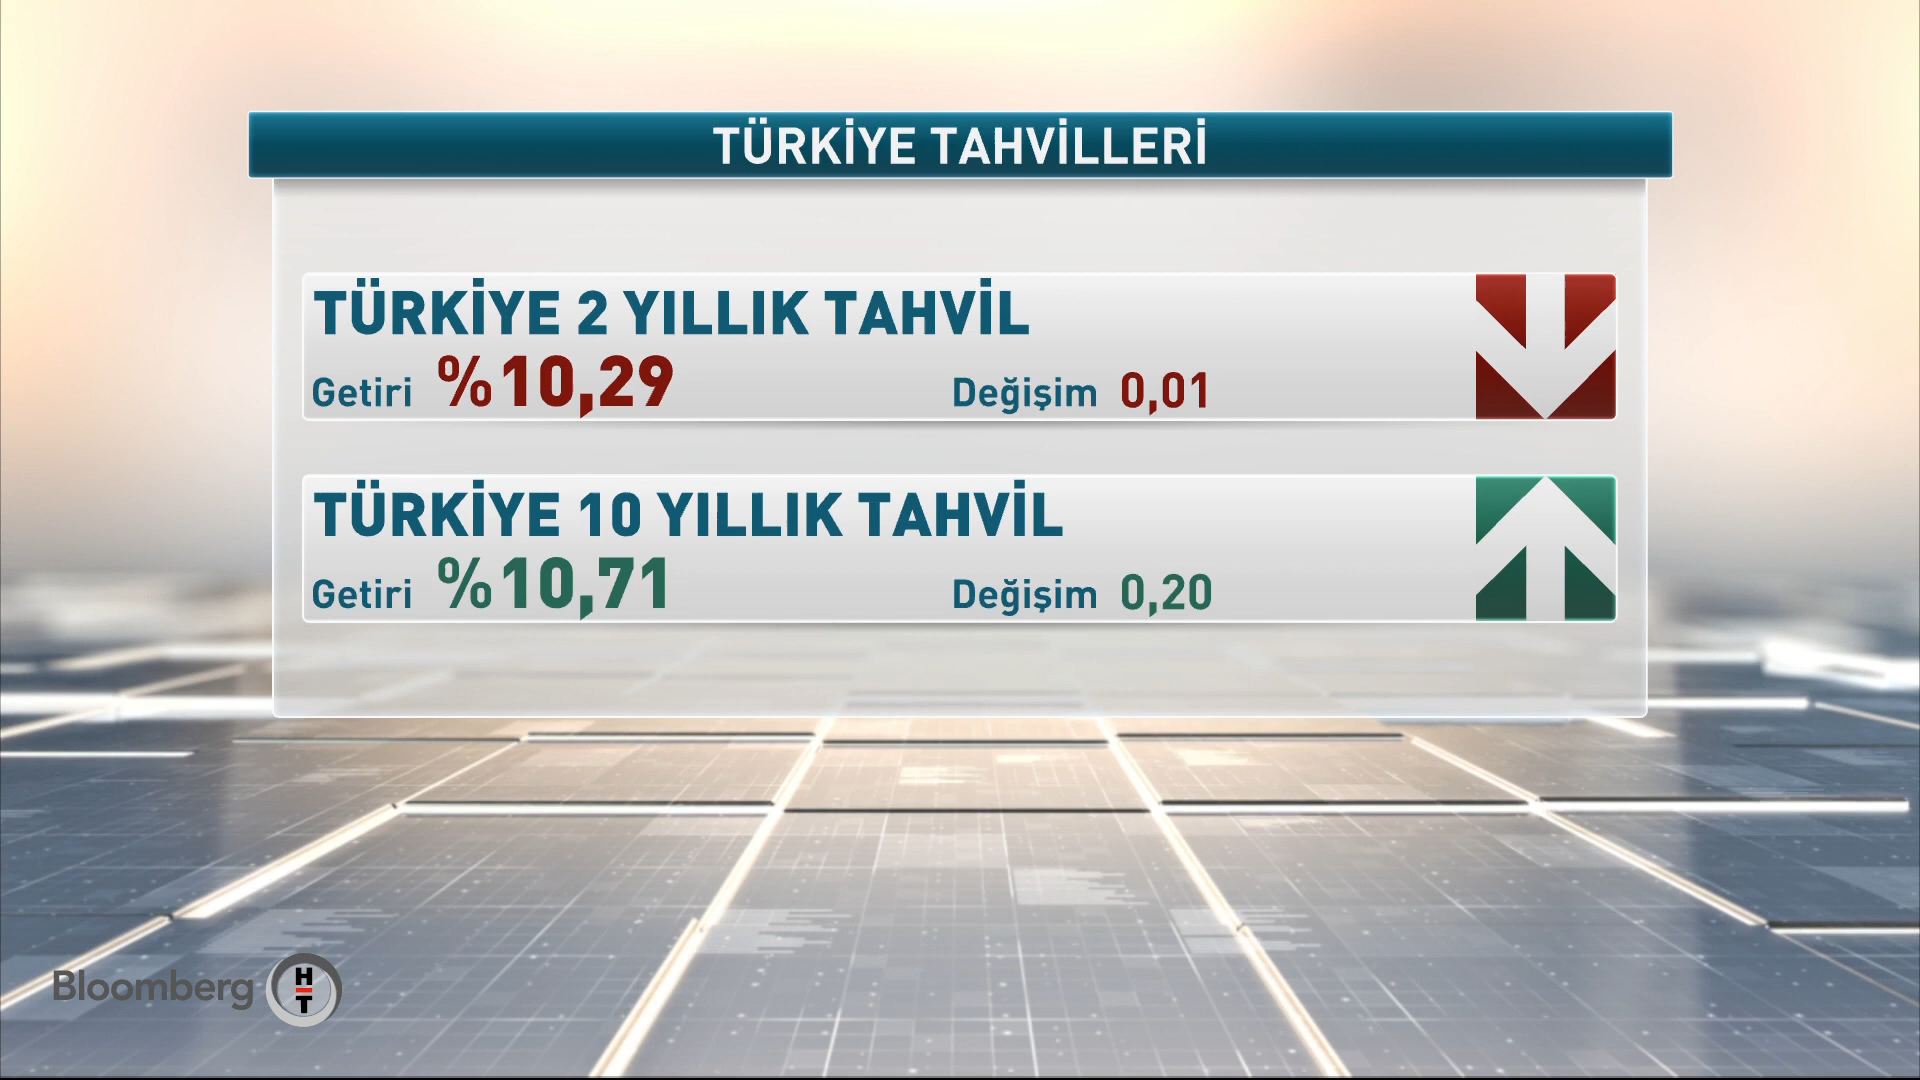 TÜRKİYE TAHVİLLERİ
TÜRKİYE 2 YILLIK TAHVİL
Getiri %10,29 Değişim 0,01
TÜRKİYE 10 YILLIK TAHVİL
Getiri %10,71 Değişim 0,20
Bloomberg HT